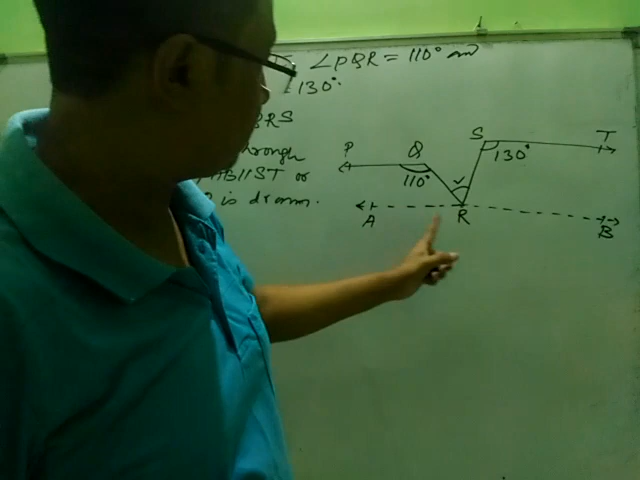 ∠PQR = 110° and
130°.
QRS
through
AB||ST or
is drawn.
P Q S T
110° 130°
A R B